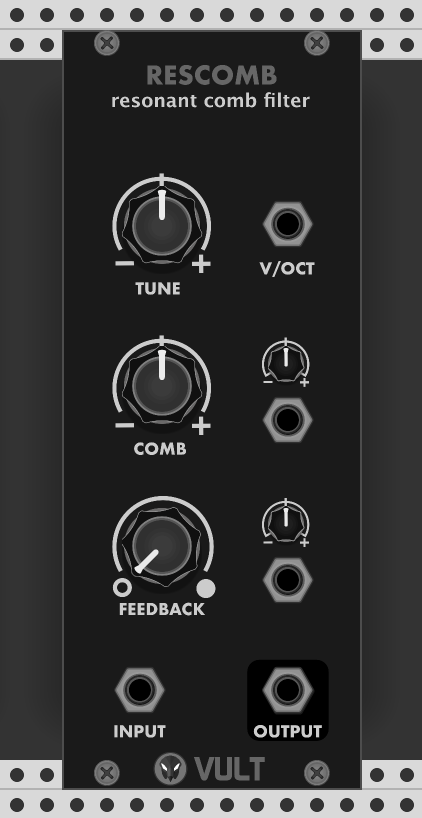 RESCOMB
resonant comb filter
− +
TUNE
V/OCT
− +
COMB
− +
− +
FEEDBACK
− +
INPUT
OUTPUT
VULT